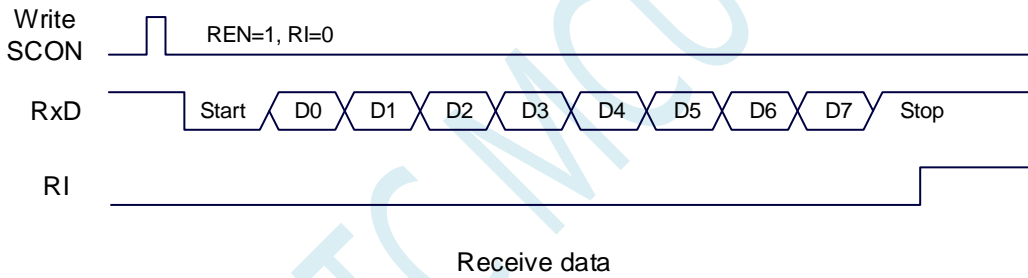 Write
SCON
REN=1, RI=0
RxD
Start D0 D1 D2 D3 D4 D5 D6 D7 Stop
RI
Receive data